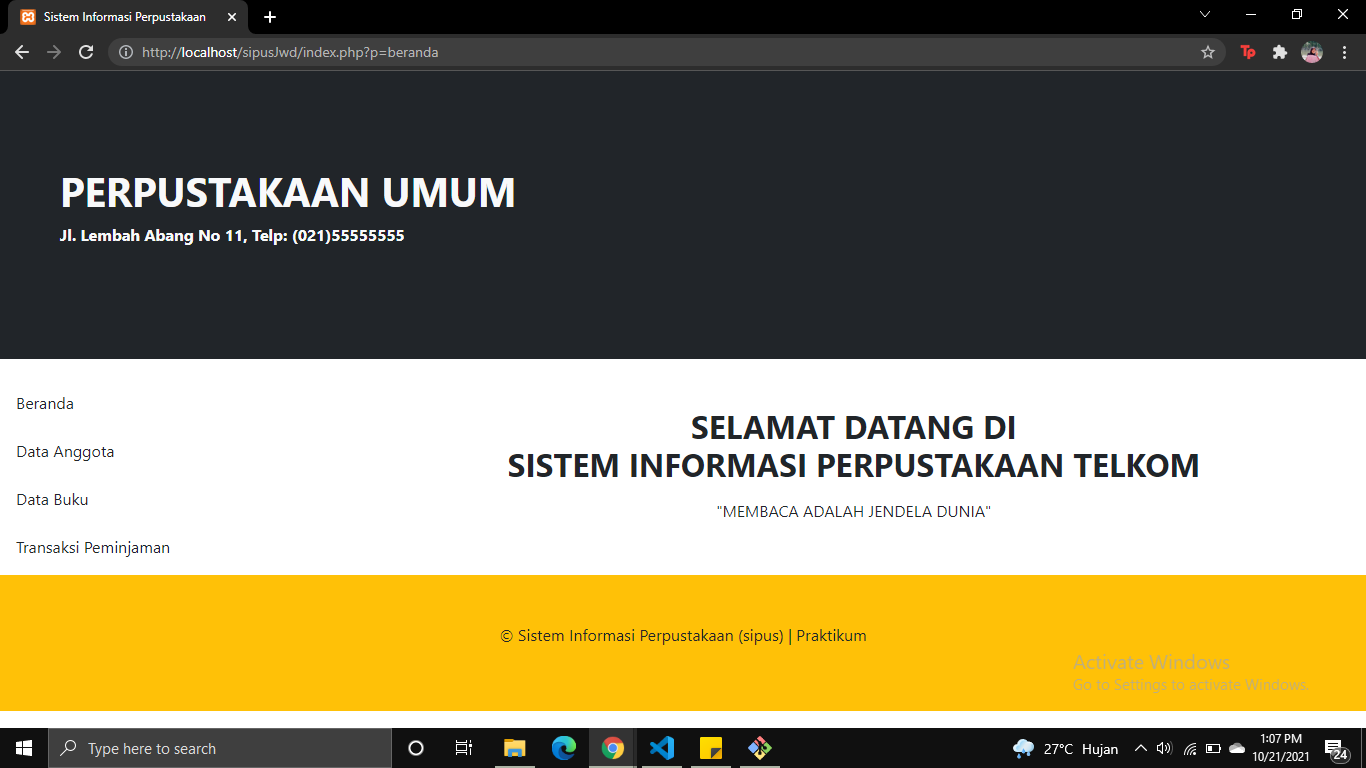 Sistem Informasi Perpustakaan
http://localhost/sipusJwd/index.php?p=beranda
Tp
PERPUSTAKAAN UMUM
Jl. Lembah Abang No 11, Telp: (021)55555555
Beranda
Data Anggota
Data Buku
Transaksi Peminjaman
SELAMAT DATANG DI
SISTEM INFORMASI PERPUSTAKAAN TELKOM
"MEMBACA ADALAH JENDELA DUNIA"
© Sistem Informasi Perpustakaan (sipus) | Praktikum
Activate Windows
Go to Settings to activate Windows.
Type here to search
27°C Hujan
1:07 PM
10/21/2021
24